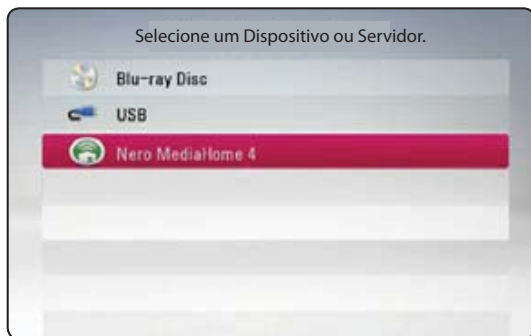 Selecione um Dispositivo ou Servidor.
Blu-ray Disc
USB
Nero MediaHome 4